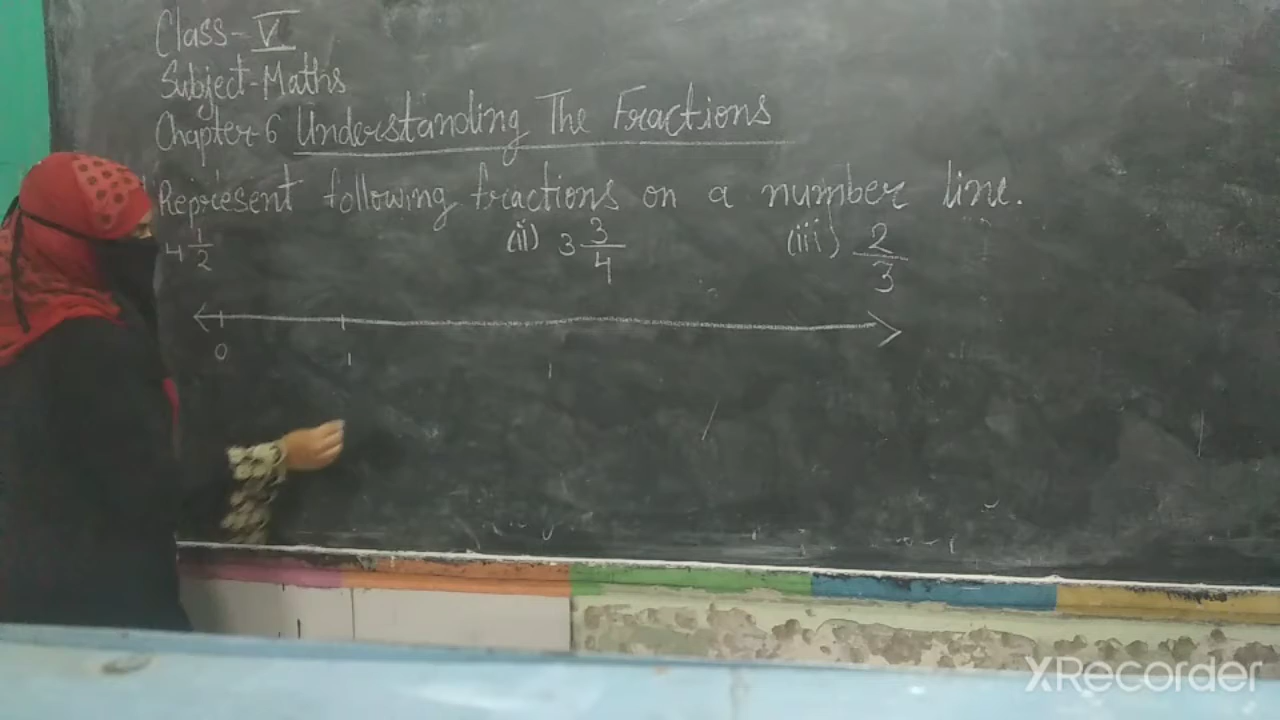 Class-V
Subject-Maths
Chapter-6 Understanding The Fractions
Represent following fractions on a number line.
4 1/2 (ii) 3 3/4 (iii) 2/3
0 1
XRecorder